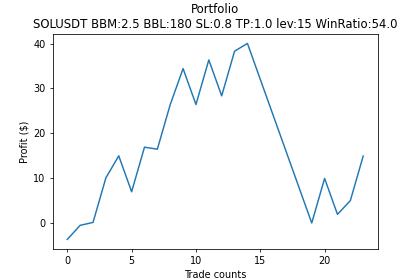 Portfolio
SOLUSDT BBM:2.5 BBL:180 SL:0.8 TP:1.0 lev:15 WinRatio:54.0
40
30
20
10
0
Profit ($)
0 5 10 15 20
Trade counts